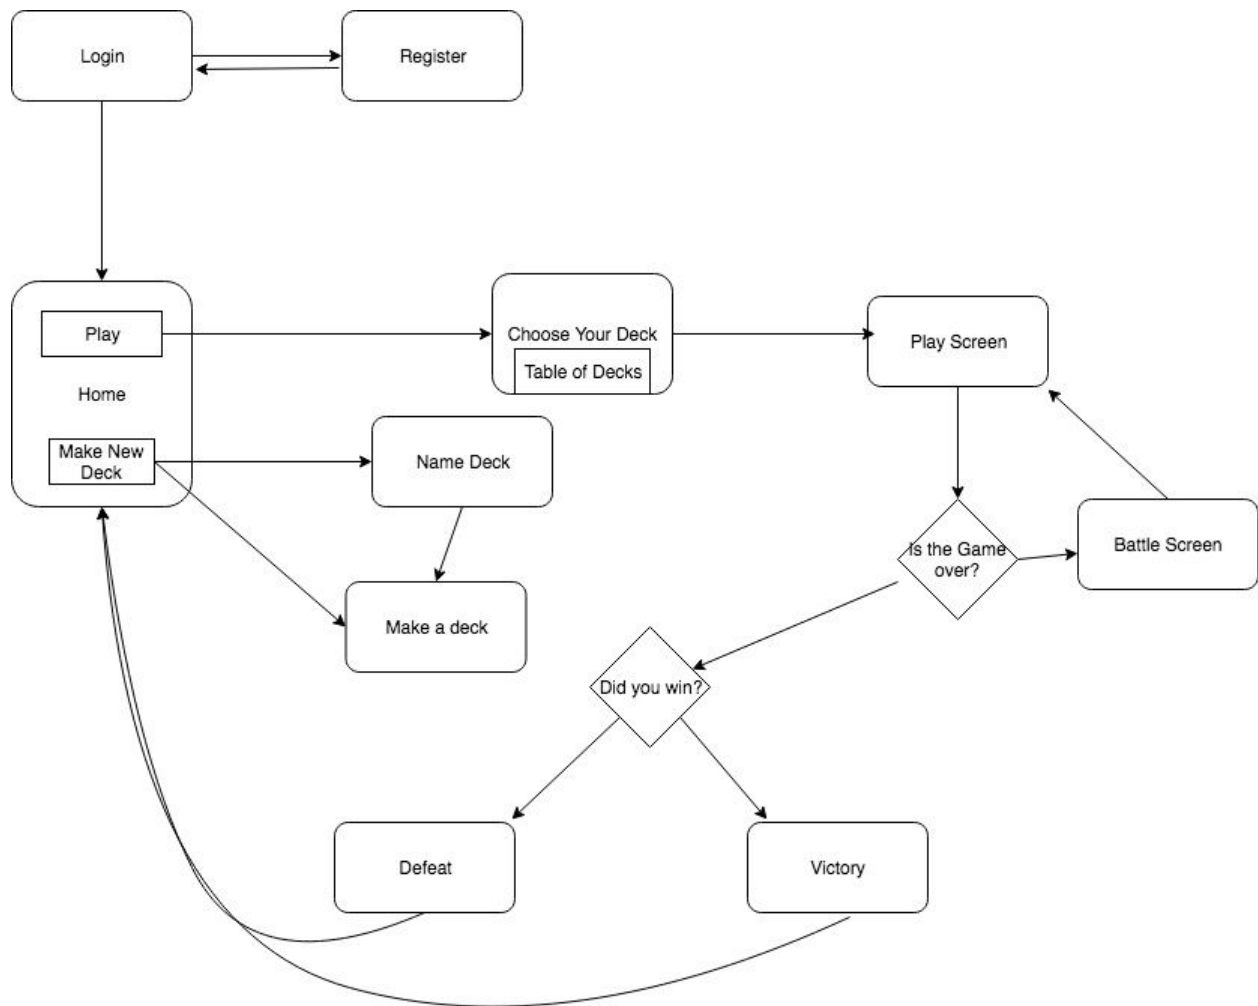 Login
Register
Play
Home
Make New
Deck
Choose Your Deck
Table of Decks
Play Screen
Name Deck
Make a deck
Is the Game
over?
Battle Screen
Did you win?
Defeat
Victory